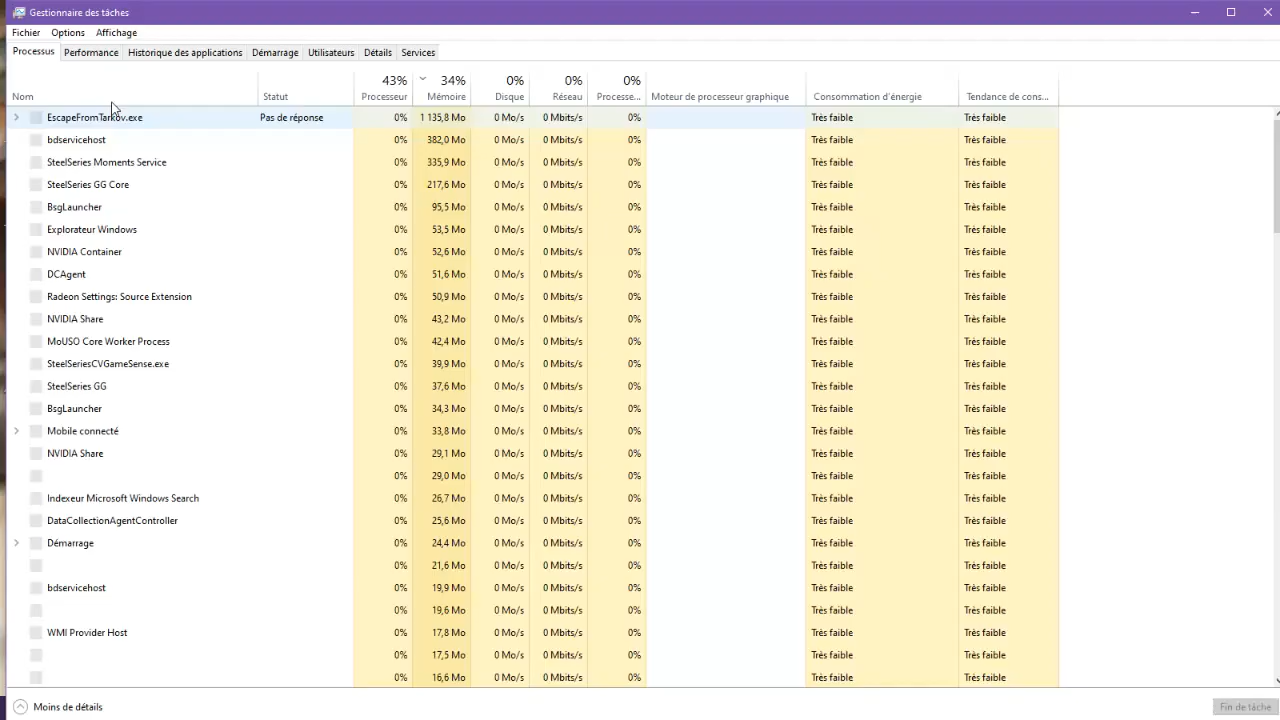 Gestionnaire des tâches
Fichier Options Affichage
Processus Performance Historique des applications Démarrage Utilisateurs Détails Services
43% 34% 0% 0% 0%
Nom Statut Processeur Mémoire Disque Réseau Processe... Moteur de processeur graphique Consommation d'énergie Tendance de cons...
EscapeFromTarkov.exe Pas de réponse 0% 1 135,8 Mo 0 Mo/s 0 Mbits/s 0% Très faible Très faible
bdservicehost 0% 382,0 Mo 0 Mo/s 0 Mbits/s 0% Très faible Très faible
SteelSeries Moments Service 0% 335,9 Mo 0 Mo/s 0 Mbits/s 0% Très faible Très faible
SteelSeries GG Core 0% 217,6 Mo 0 Mo/s 0 Mbits/s 0% Très faible Très faible
BsgLauncher 0% 95,5 Mo 0 Mo/s 0 Mbits/s 0% Très faible Très faible
Explorateur Windows 0% 53,5 Mo 0 Mo/s 0 Mbits/s 0% Très faible Très faible
NVIDIA Container 0% 52,6 Mo 0 Mo/s 0 Mbits/s 0% Très faible Très faible
DCAgent 0% 51,6 Mo 0 Mo/s 0 Mbits/s 0% Très faible Très faible
Radeon Settings: Source Extension 0% 50,9 Mo 0 Mo/s 0 Mbits/s 0% Très faible Très faible
NVIDIA Share 0% 43,2 Mo 0 Mo/s 0 Mbits/s 0% Très faible Très faible
MoUSO Core Worker Process 0% 42,4 Mo 0 Mo/s 0 Mbits/s 0% Très faible Très faible
SteelSeriesCVGameSense.exe 0% 39,9 Mo 0 Mo/s 0 Mbits/s 0% Très faible Très faible
SteelSeries GG 0% 37,6 Mo 0 Mo/s 0 Mbits/s 0% Très faible Très faible
BsgLauncher 0% 34,3 Mo 0 Mo/s 0 Mbits/s 0% Très faible Très faible
Mobile connecté 0% 33,8 Mo 0 Mo/s 0 Mbits/s 0% Très faible Très faible
NVIDIA Share 0% 29,1 Mo 0 Mo/s 0 Mbits/s 0% Très faible Très faible
0% 29,0 Mo 0 Mo/s 0 Mbits/s 0% Très faible Très faible
Indexeur Microsoft Windows Search 0% 26,7 Mo 0 Mo/s 0 Mbits/s 0% Très faible Très faible
DataCollectionAgentController 0% 25,6 Mo 0 Mo/s 0 Mbits/s 0% Très faible Très faible
Démarrage 0% 24,4 Mo 0 Mo/s 0 Mbits/s 0% Très faible Très faible
0% 21,6 Mo 0 Mo/s 0 Mbits/s 0% Très faible Très faible
bdservicehost 0% 19,9 Mo 0 Mo/s 0 Mbits/s 0% Très faible Très faible
0% 19,6 Mo 0 Mo/s 0 Mbits/s 0% Très faible Très faible
WMI Provider Host 0% 17,8 Mo 0 Mo/s 0 Mbits/s 0% Très faible Très faible
0% 17,5 Mo 0 Mo/s 0 Mbits/s 0% Très faible Très faible
0% 16,6 Mo 0 Mo/s 0 Mbits/s 0% Très faible Très faible
Moins de détails Fin de tâche